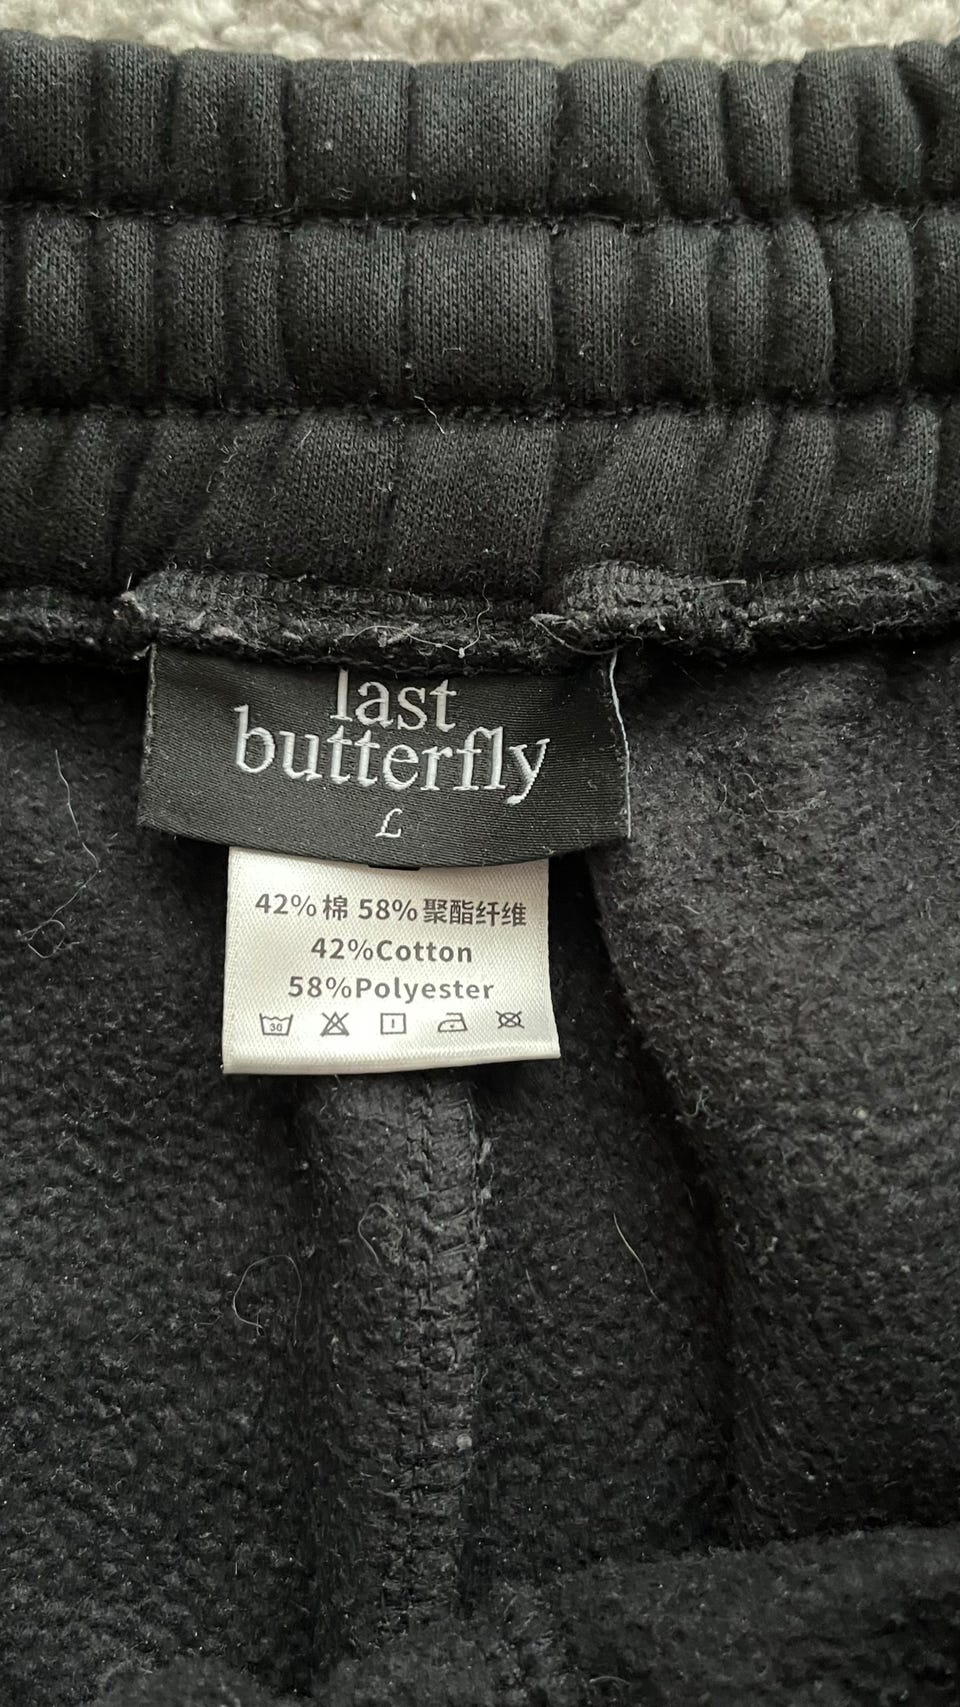 last
butterfly
L
42%棉 58%聚酯纤维
42%Cotton
58%Polyester
30